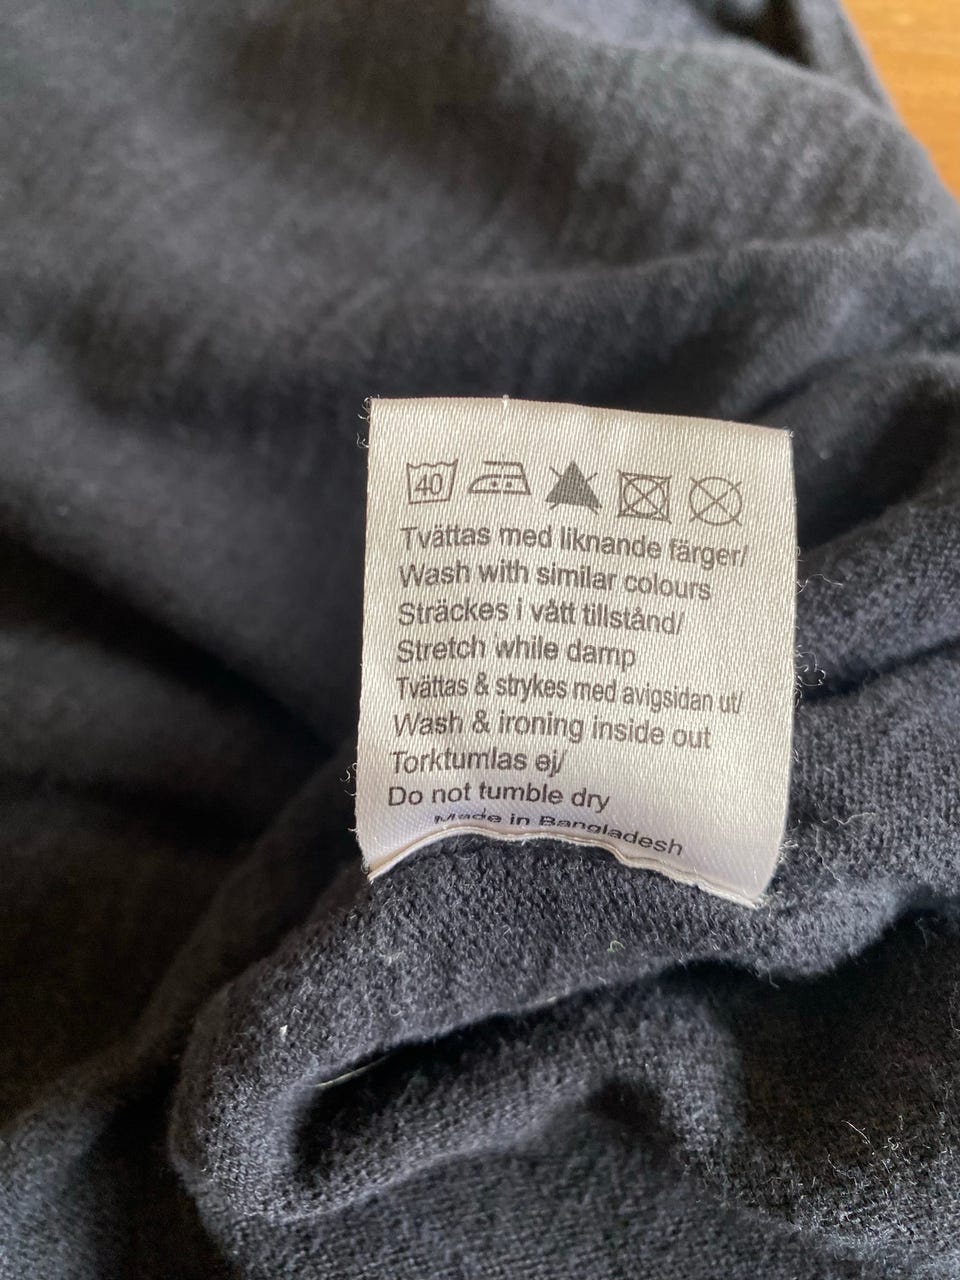 40
Tvättas med liknande färger/
Wash with similar colours
Sträckes i vått tillstånd/
Stretch while damp
Tvättas & strykes med avigsidan ut/
Wash & ironing inside out
Torktumlas ej/
Do not tumble dry
Made in Bangladesh